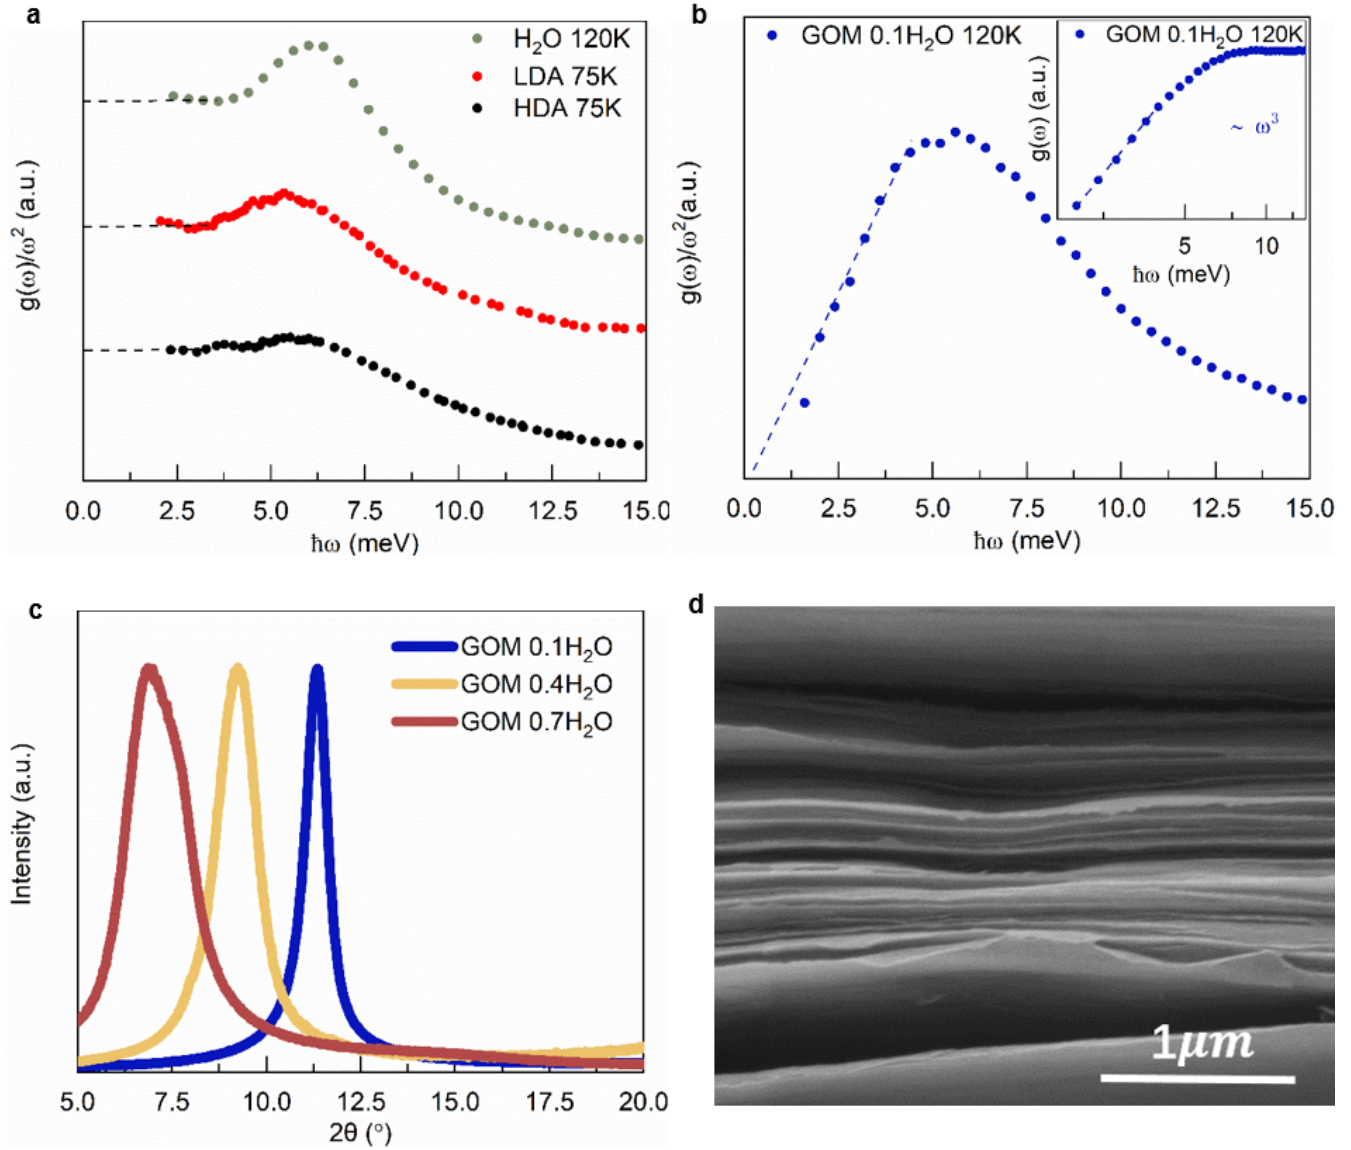 a
H₂O 120K
LDA 75K
HDA 75K
g(ω)/ω² (a.u.)
0.0 2.5 5.0 7.5 10.0 12.5 15.0
ħω (meV)
b
GOM 0.1H₂O 120K
g(ω)/ω²(a.u.)
0.0 2.5 5.0 7.5 10.0 12.5 15.0
ħω (meV)
GOM 0.1H₂O 120K
g(ω) (a.u.)
~ ω³
5 10
ħω (meV)
c
GOM 0.1H₂O
GOM 0.4H₂O
GOM 0.7H₂O
Intensity (a.u.)
5.0 7.5 10.0 12.5 15.0 17.5 20.0
2θ (°)
d
1μm